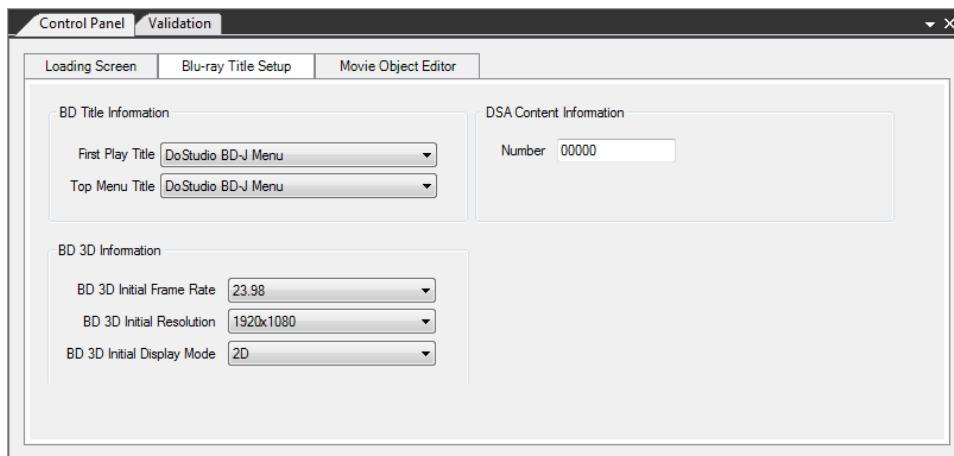 Control Panel Validation
Loading Screen Blu-ray Title Setup Movie Object Editor
BD Title Information
First Play Title DoStudio BD-J Menu
Top Menu Title DoStudio BD-J Menu
DSA Content Information
Number 00000
BD 3D Information
BD 3D Initial Frame Rate 23.98
BD 3D Initial Resolution 1920x1080
BD 3D Initial Display Mode 2D